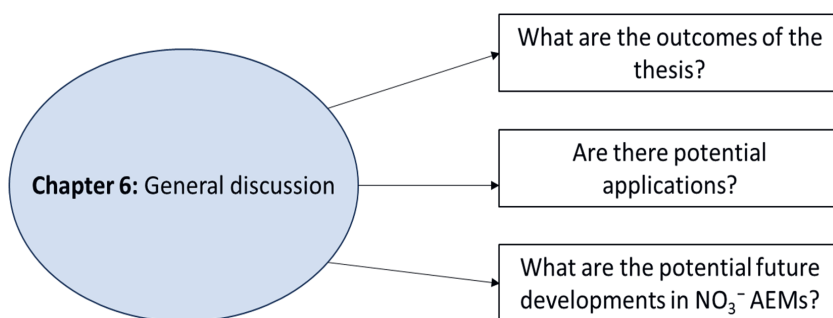 Chapter 6: General discussion
What are the outcomes of the
thesis?
Are there potential
applications?
What are the potential future
developments in NO₃⁻ AEMs?